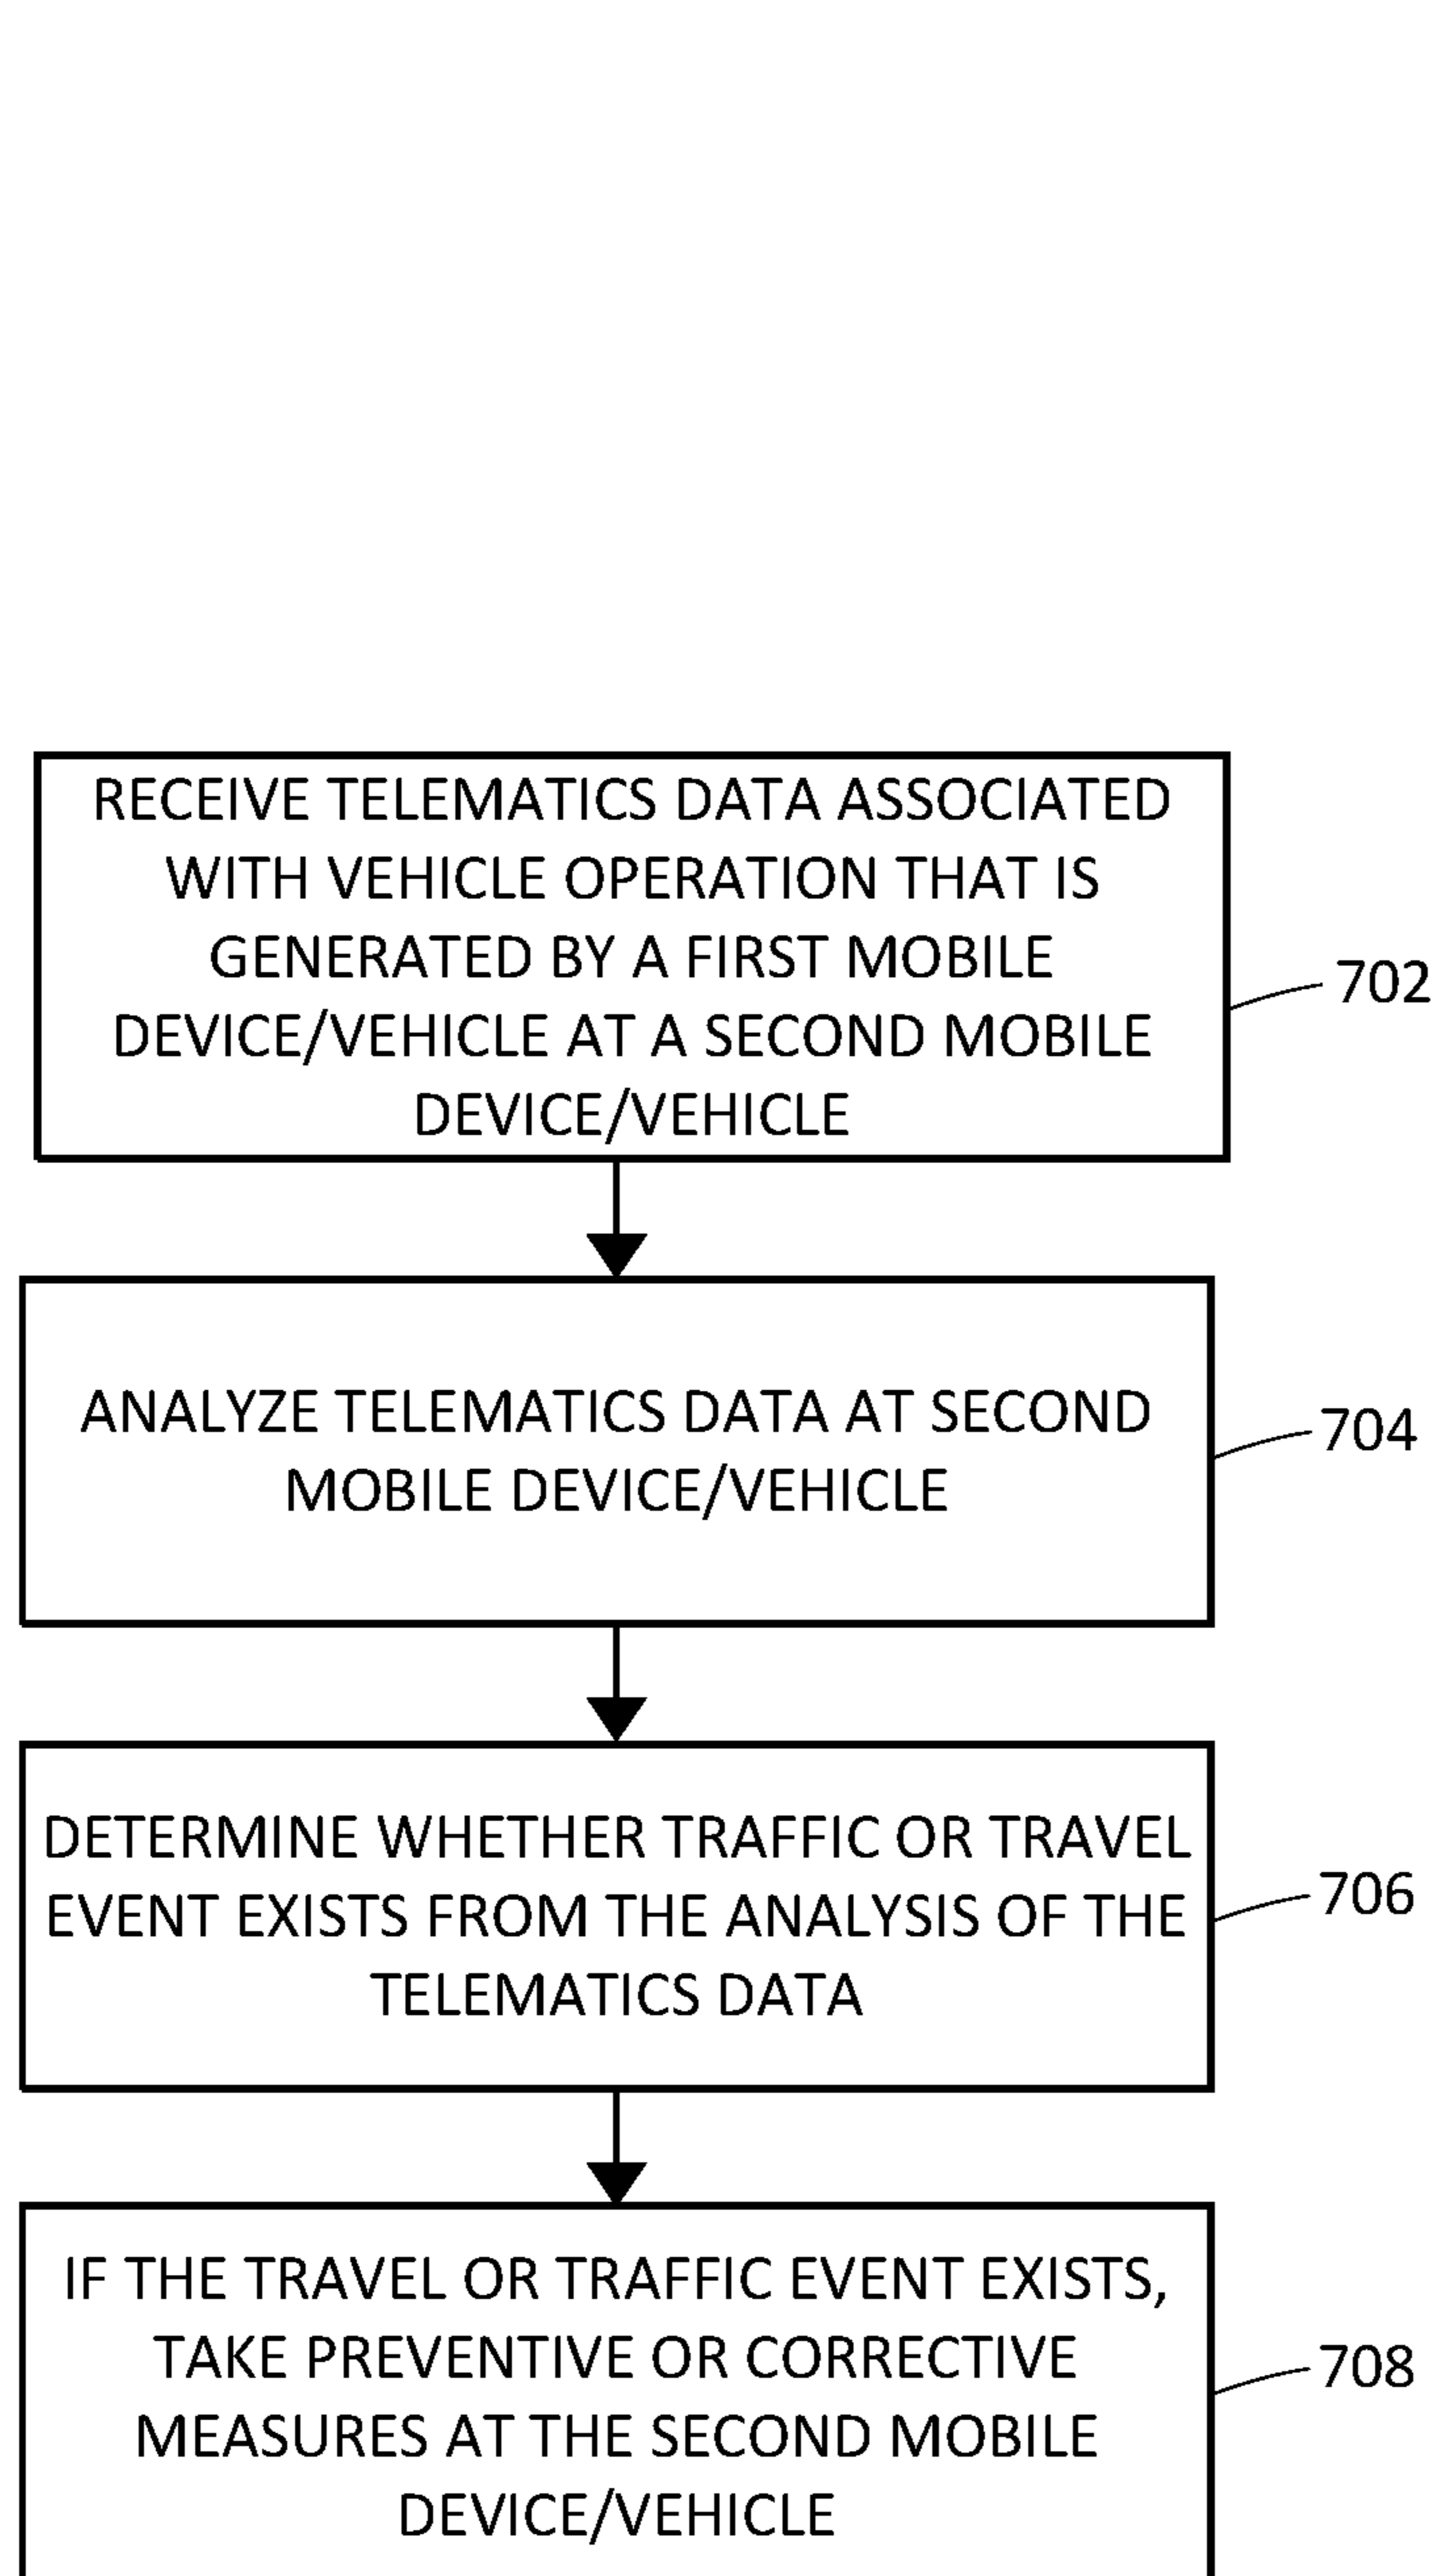 RECEIVE TELEMATICS DATA ASSOCIATED
WITH VEHICLE OPERATION THAT IS
GENERATED BY A FIRST MOBILE
DEVICE/VEHICLE AT A SECOND MOBILE
DEVICE/VEHICLE
702
ANALYZE TELEMATICS DATA AT SECOND
MOBILE DEVICE/VEHICLE
704
DETERMINE WHETHER TRAFFIC OR TRAVEL
EVENT EXISTS FROM THE ANALYSIS OF THE
TELEMATICS DATA
706
IF THE TRAVEL OR TRAFFIC EVENT EXISTS,
TAKE PREVENTIVE OR CORRECTIVE
MEASURES AT THE SECOND MOBILE
DEVICE/VEHICLE
708